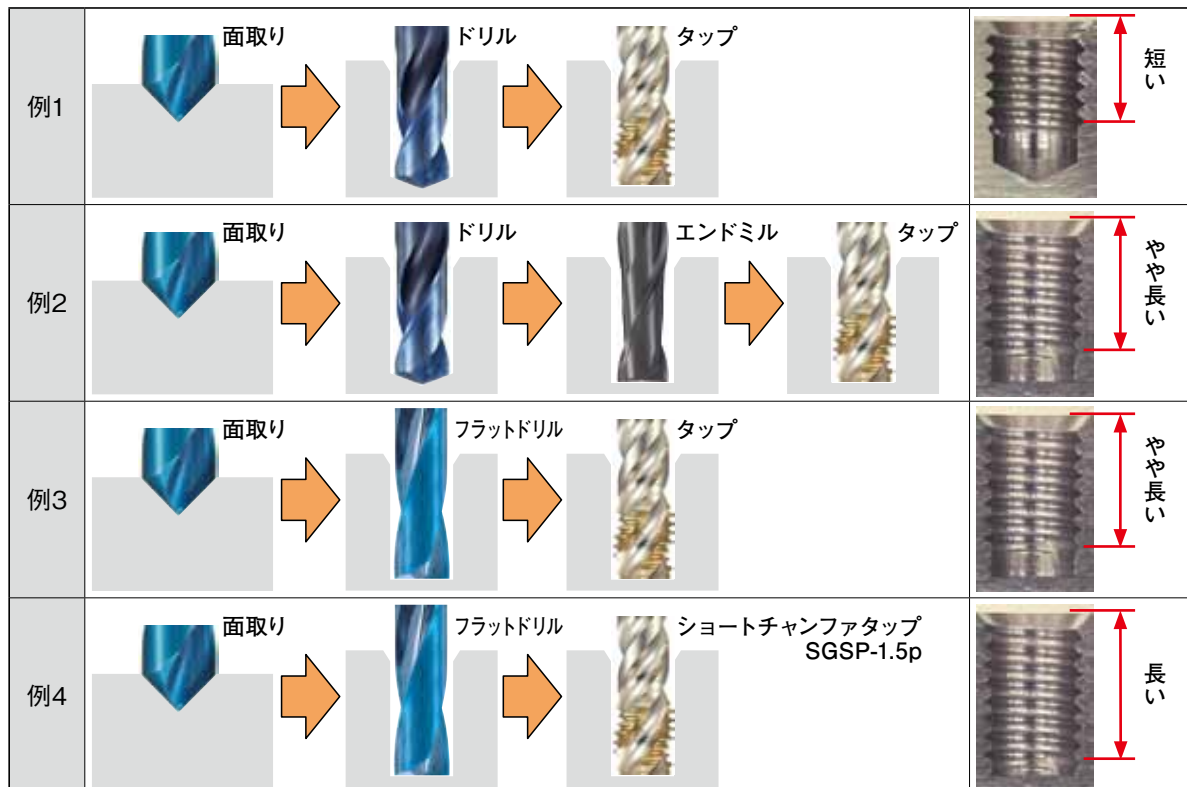 例1
面取り
ドリル
タップ
短い
例2
面取り
ドリル
エンドミル
タップ
やや長い
例3
面取り
フラットドリル
タップ
やや長い
例4
面取り
フラットドリル
ショートチャンファタップ
SGSP-1.5p
長い